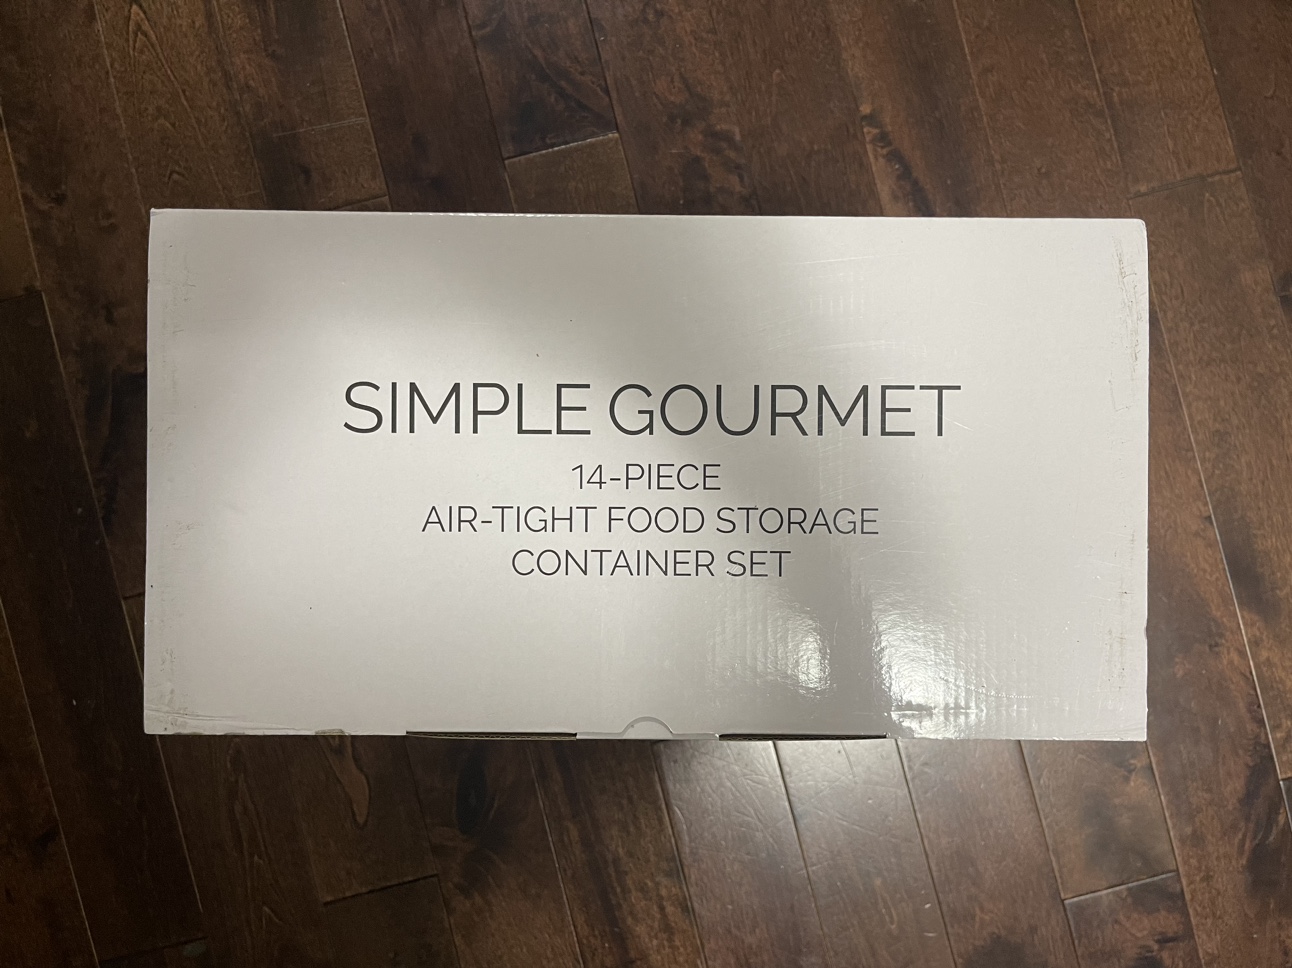 SIMPLE GOURMET
14-PIECE
AIR-TIGHT FOOD STORAGE
CONTAINER SET